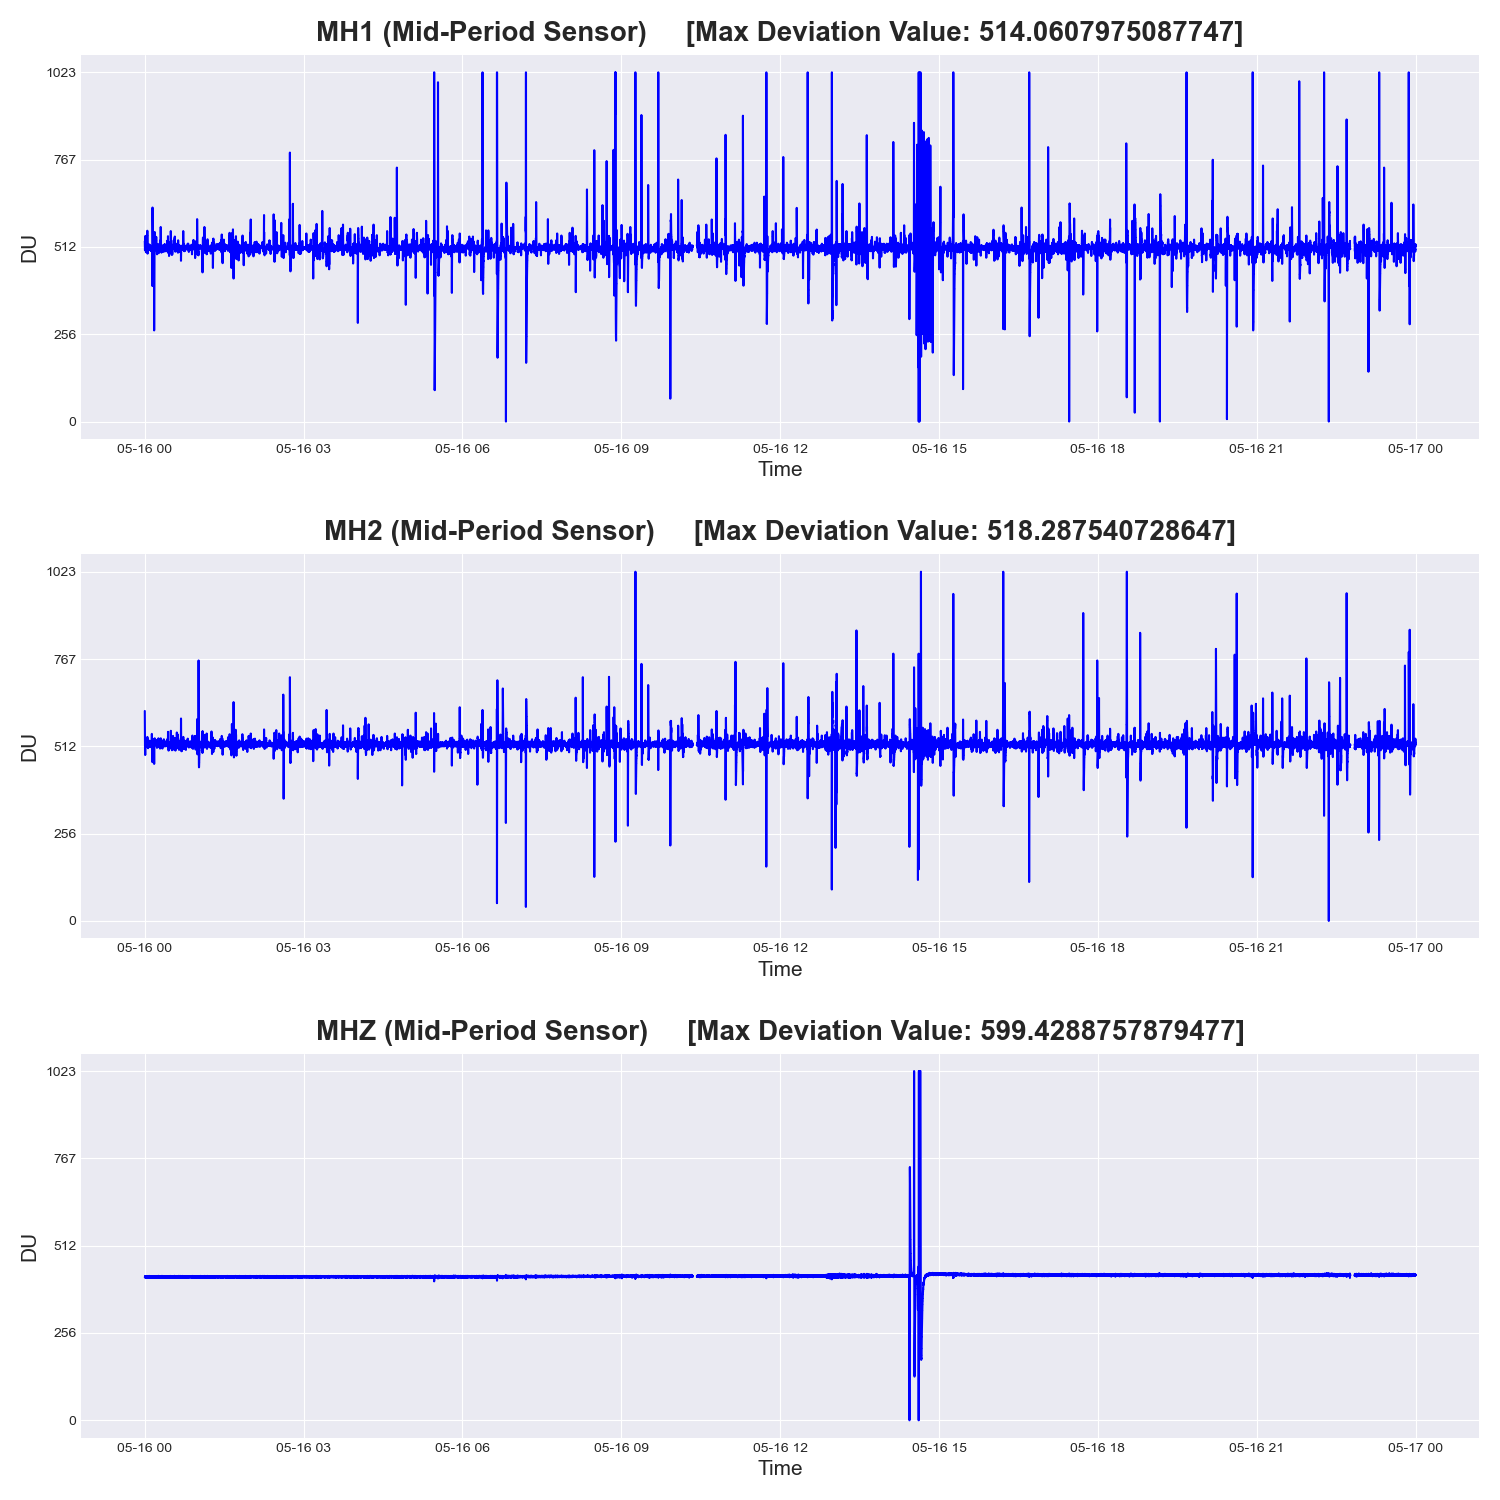 MH1 (Mid-Period Sensor) [Max Deviation Value: 514.0607975087747]
1023
767
512
256
0
DU
05-16 00 05-16 03 05-16 06 05-16 09 05-16 12 05-16 15 05-16 18 05-16 21 05-17 00
Time
MH2 (Mid-Period Sensor) [Max Deviation Value: 518.287540728647]
1023
767
512
256
0
DU
05-16 00 05-16 03 05-16 06 05-16 09 05-16 12 05-16 15 05-16 18 05-16 21 05-17 00
Time
MHZ (Mid-Period Sensor) [Max Deviation Value: 599.4288757879477]
1023
767
512
256
0
DU
05-16 00 05-16 03 05-16 06 05-16 09 05-16 12 05-16 15 05-16 18 05-16 21 05-17 00
Time